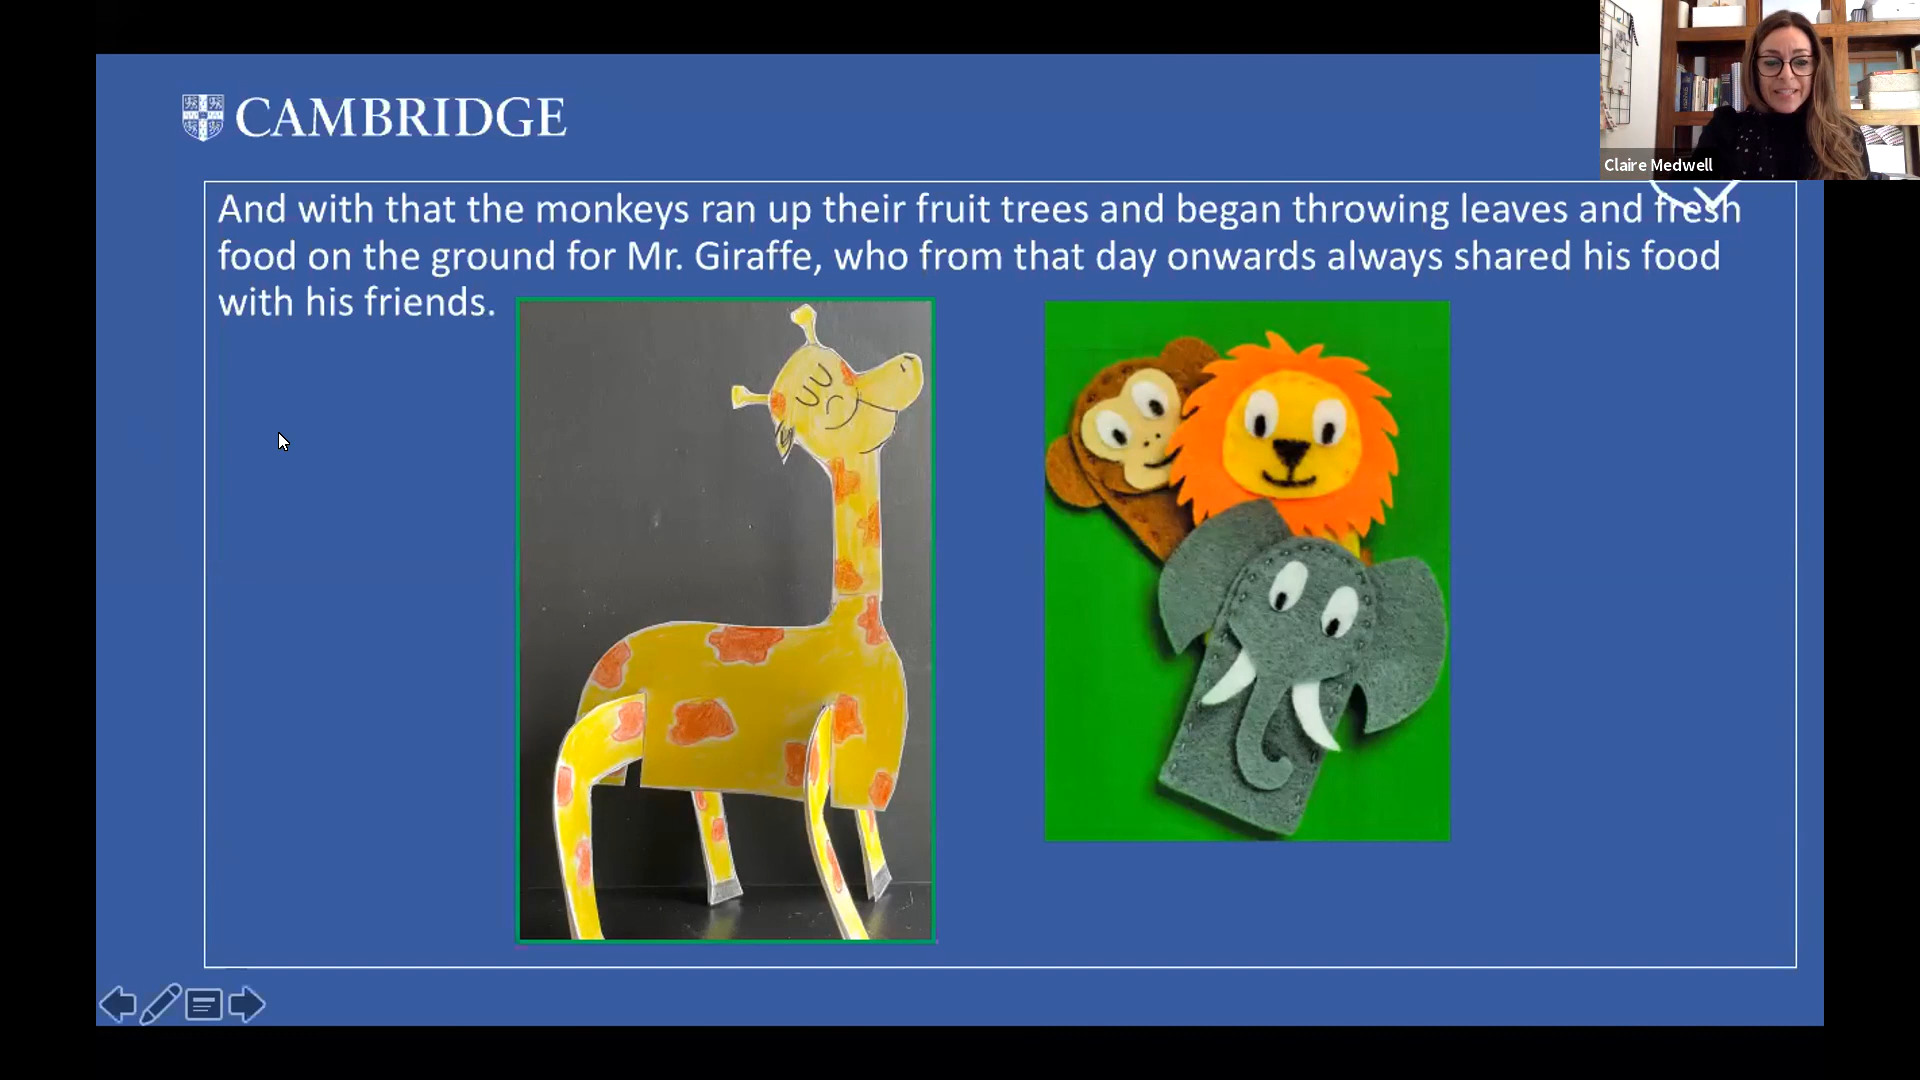 CAMBRIDGE
Claire Medwell
And with that the monkeys ran up their fruit trees and began throwing leaves and fresh
food on the ground for Mr. Giraffe, who from that day onwards always shared his food
with his friends.